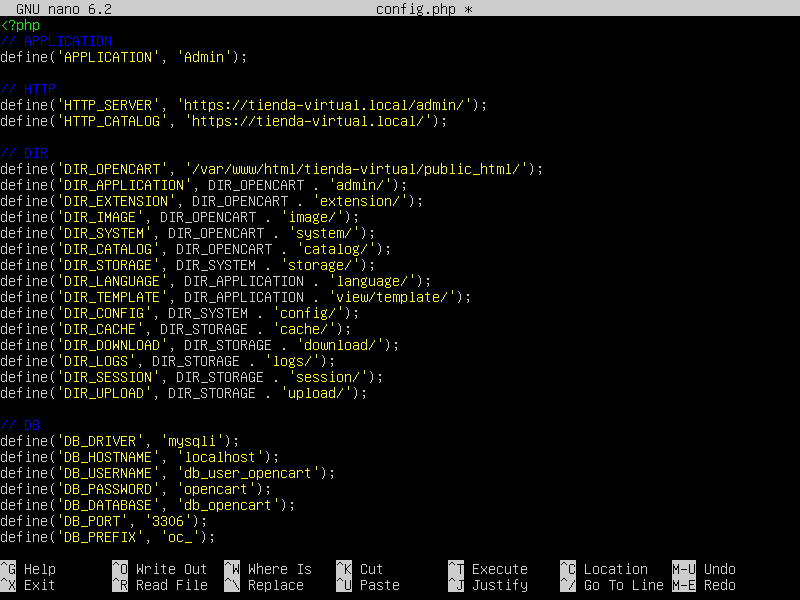 GNU nano 6.2 config.php *
<?php
// APPLICATION
define('APPLICATION', 'Admin');
// HTTP
define('HTTP_SERVER', 'https://tienda-virtual.local/admin/');
define('HTTP_CATALOG', 'https://tienda-virtual.local/');
// DIR
define('DIR_OPENCART', '/var/www/html/tienda-virtual/public_html/');
define('DIR_APPLICATION', DIR_OPENCART . 'admin/');
define('DIR_EXTENSION', DIR_OPENCART . 'extension/');
define('DIR_IMAGE', DIR_OPENCART . 'image/');
define('DIR_SYSTEM', DIR_OPENCART . 'system/');
define('DIR_CATALOG', DIR_OPENCART . 'catalog/');
define('DIR_STORAGE', DIR_SYSTEM . 'storage/');
define('DIR_LANGUAGE', DIR_APPLICATION . 'language/');
define('DIR_TEMPLATE', DIR_APPLICATION . 'view/template/');
define('DIR_CONFIG', DIR_SYSTEM . 'config/');
define('DIR_CACHE', DIR_STORAGE . 'cache/');
define('DIR_DOWNLOAD', DIR_STORAGE . 'download/');
define('DIR_LOGS', DIR_STORAGE . 'logs/');
define('DIR_SESSION', DIR_STORAGE . 'session/');
define('DIR_UPLOAD', DIR_STORAGE . 'upload/');
// DB
define('DB_DRIVER', 'mysqli');
define('DB_HOSTNAME', 'localhost');
define('DB_USERNAME', 'db_user_opencart');
define('DB_PASSWORD', 'opencart');
define('DB_DATABASE', 'db_opencart');
define('DB_PORT', '3306');
define('DB_PREFIX', 'oc_');
^G Help ^O Write Out ^W Where Is ^K Cut ^T Execute ^C Location M-U Undo
^X Exit ^R Read File ^\ Replace ^U Paste ^J Justify ^/ Go To Line M-E Redo